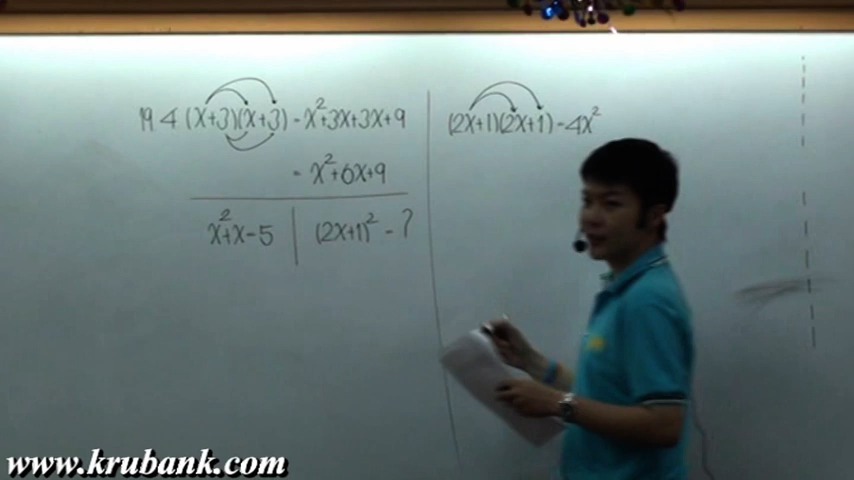 19.4 (x+3)(x+3) = x²+3x+3x+9
= x²+6x+9
x²+x-5 | (2x+1)² = ?
(2x+1)(2x+1) = 4x²
www.krubank.com